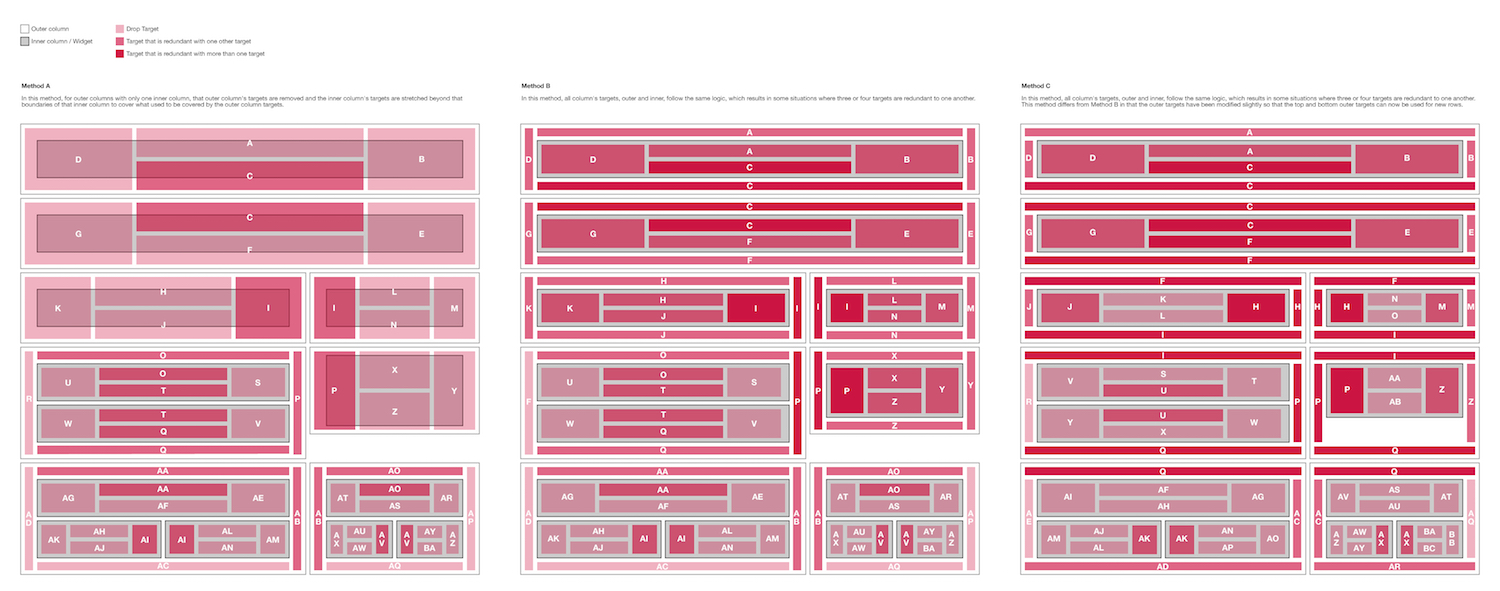 Outer column
Drop Target
Inner column / Widget
Target that is redundant with one other target
Target that is redundant with more than one target
Method A
In this method, for outer columns with only one inner column, that outer column's targets are removed and the inner column's targets are stretched beyond that
boundaries of that inner column to cover what used to be covered by the outer column targets.
D A B
C
G C E
F
K H I
J
I L M
N
R O P
U O S
T
W T V
Q
Q
P X Y
Z
AD AA AB
AG AA AE
AF
AK AH AI
AJ
AI AL AM
AN
AC
AB AO AP
AT AO AR
AS
AX AU AV
AW
AV AY AZ
BA
AQ
Method B
In this method, all column's targets, outer and inner, follow the same logic, which results in some situations where three or four targets are redundant to one another.
A
D D A B B
C
C
C
G G C E E
F
F
H
K K H I I
J
J
L
I I L M M
N
N
O
F U O S P
T
W T V
Q
Q
X
P P X Y Y
Z
Z
AA
AD AG AA AE AB
AF
AK AH AI
AJ
AI AL AM
AN
AC
AO
AB AT AO AR AP
AS
AX AU AV
AW
AV AY AZ
BA
AQ
Method C
In this method, all column's targets, outer and inner, follow the same logic, which results in some situations where three or four targets are redundant to one another.
This method differs from Method B in that the outer targets have been modified slightly so that the top and bottom outer targets can now be used for new rows.
A
D D A B B
C
C
C
G G C E E
F
F
F
J J K H H
L
I
F
H H N M M
O
I
I
R V S T P
U
Y U W
X
Q
I
P P AA Z Z
AB
Q
Q
AE AI AF AG AC
AH
AM AJ AK
AL
AK AN AO
AP
AD
Q
AC AV AS AT AQ
AU
AZ AW AX
AY
AX BA BB
BC
AR